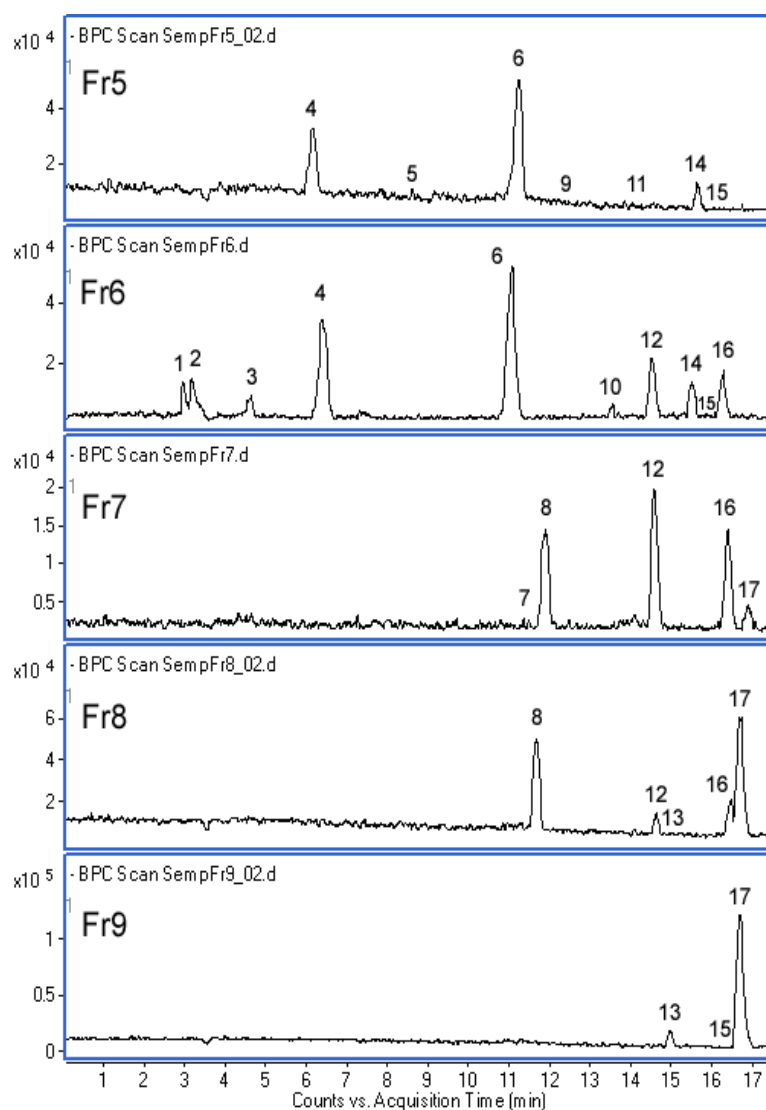 x10 4
- BPC Scan SempFr5_02.d
1
Fr5
4
2
4
5
6
9
11
14
15
x10 4
- BPC Scan SempFr6.d
1
Fr6
4
2
1
2
3
4
6
10
12
14
15
16
x10 4
- BPC Scan SempFr7.d
1
Fr7
2
1.5
1
0.5
7
8
12
16
17
x10 4
- BPC Scan SempFr8_02.d
1
Fr8
6
4
2
8
12
13
16
17
x10 5
- BPC Scan SempFr9_02.d
1
Fr9
1
0.5
0
13
15
17
1 2 3 4 5 6 7 8 9 10 11 12 13 14 15 16 17
Counts vs. Acquisition Time (min)